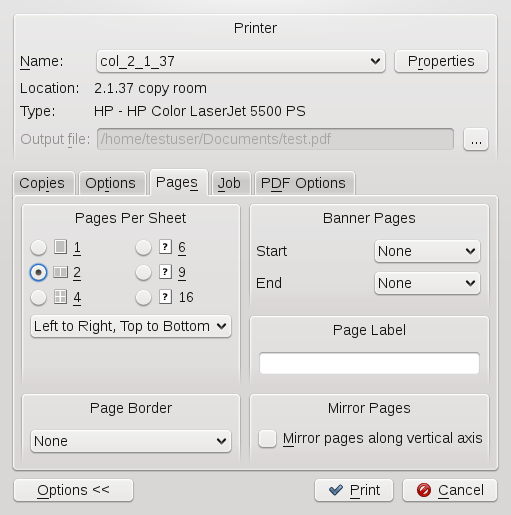 Printer
Name: col_2_1_37 Properties
Location: 2.1.37 copy room
Type: HP - HP Color LaserJet 5500 PS
Output file: /home/testuser/Documents/test.pdf ...
Copies Options Pages Job PDF Options
Pages Per Sheet
1 ? 6
2 ? 9
4 ? 16
Left to Right, Top to Bottom
Banner Pages
Start None
End None
Page Label
Page Border
None
Mirror Pages
Mirror pages along vertical axis
Options << Print Cancel